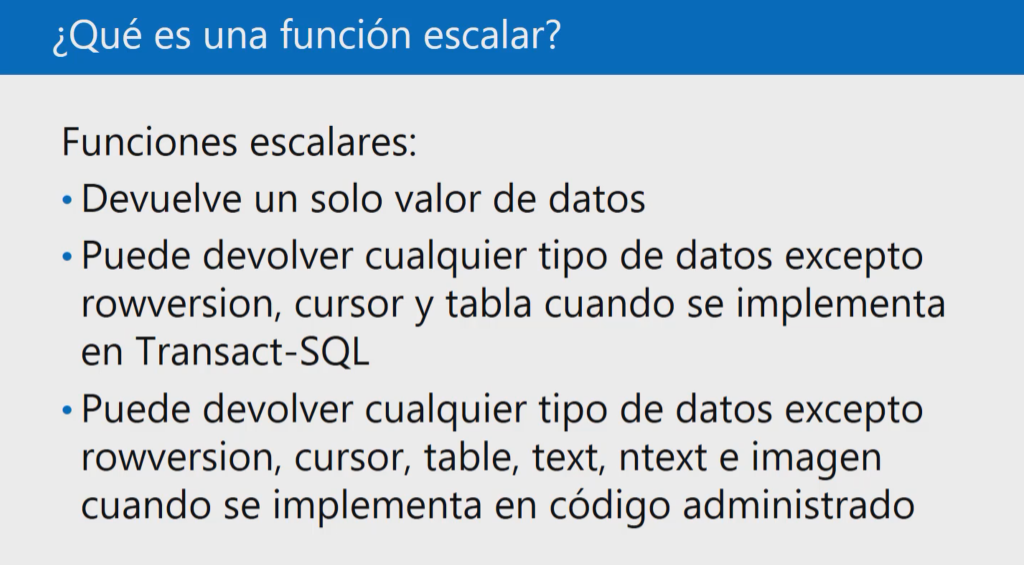 ¿Qué es una función escalar?
Funciones escalares:
• Devuelve un solo valor de datos
• Puede devolver cualquier tipo de datos excepto
rowversion, cursor y tabla cuando se implementa
en Transact-SQL
• Puede devolver cualquier tipo de datos excepto
rowversion, cursor, table, text, ntext e imagen
cuando se implementa en código administrado